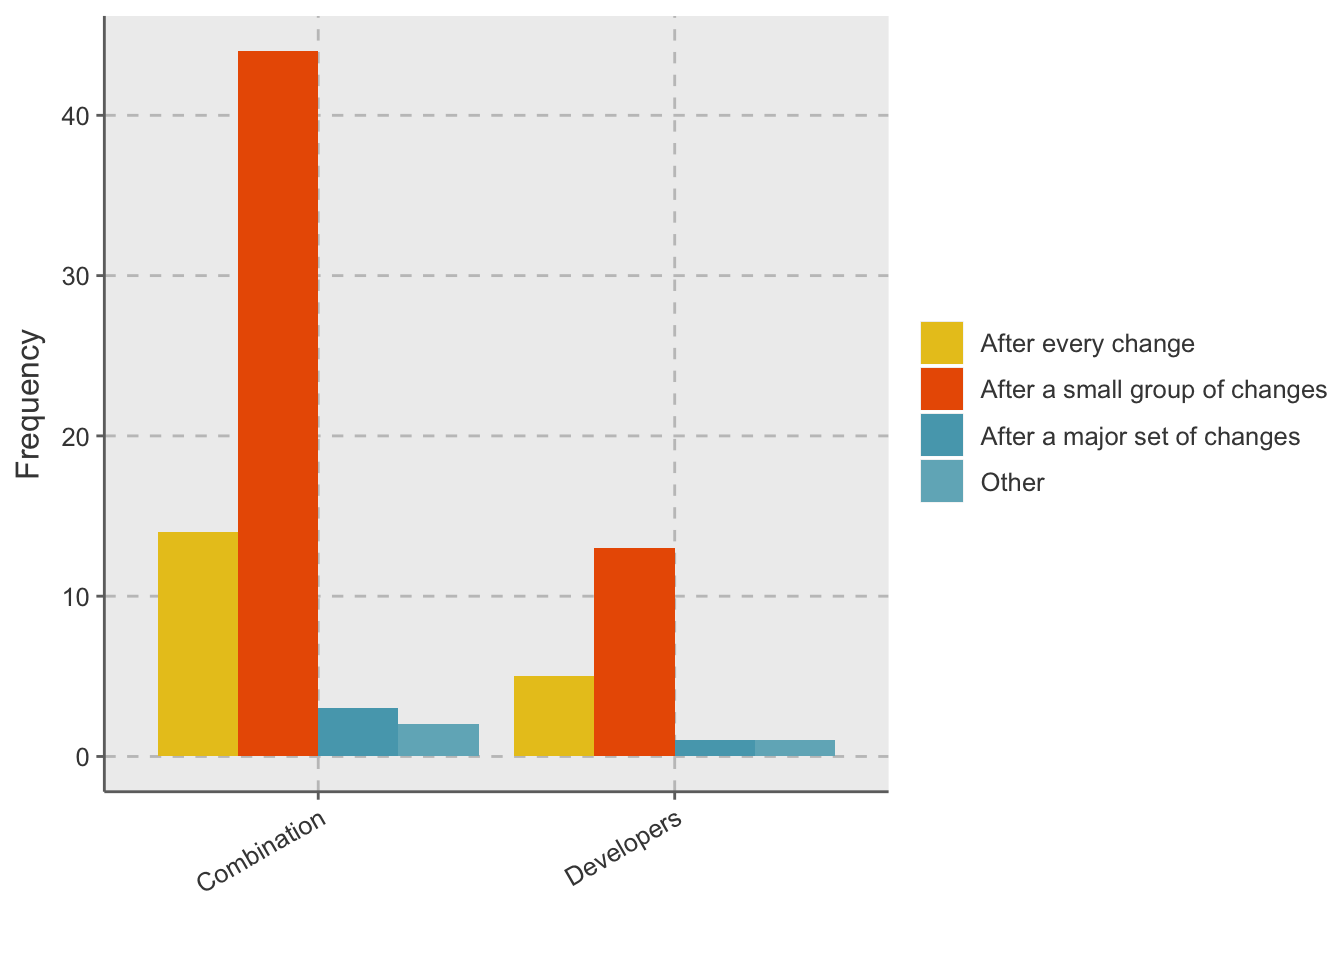 Frequency
40
30
20
10
0
Combination
Developers
After every change
After a small group of changes
After a major set of changes
Other